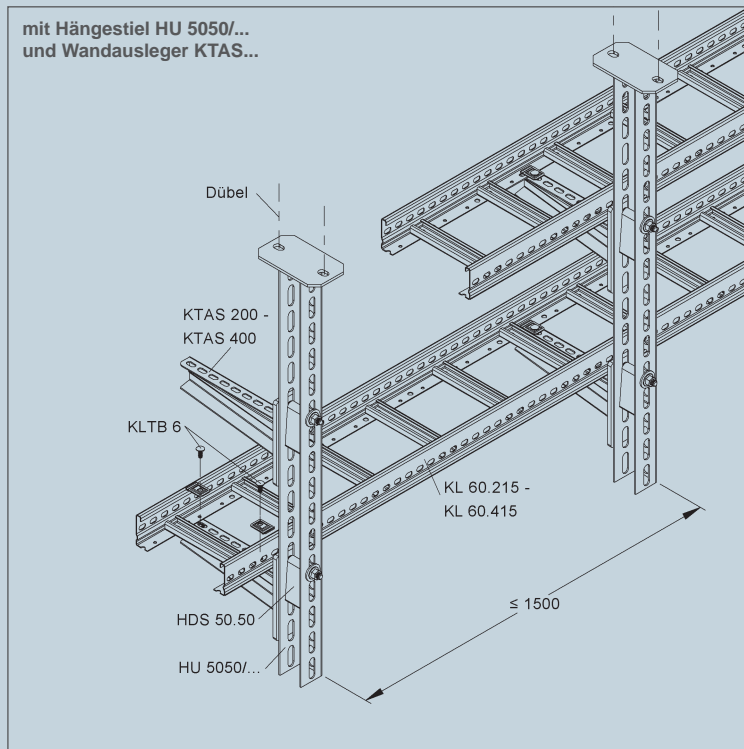 mit Hängestiel HU 5050/...
und Wandausleger KTAS...
Dübel
KTAS 200 -
KTAS 400
KLTB 6
KL 60.215 -
KL 60.415
≤ 1500
HDS 50.50
HU 5050/...